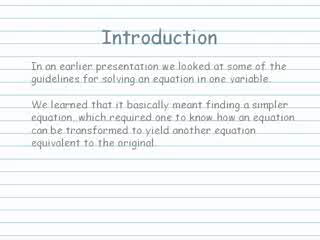 Introduction
In an earlier presentation we looked at some of the
guidelines for solving an equation in one variable.
We learned that it basically meant finding a simpler
equation, which required one to know how an equation
can be transformed to yield another equation
equivalent to the original.